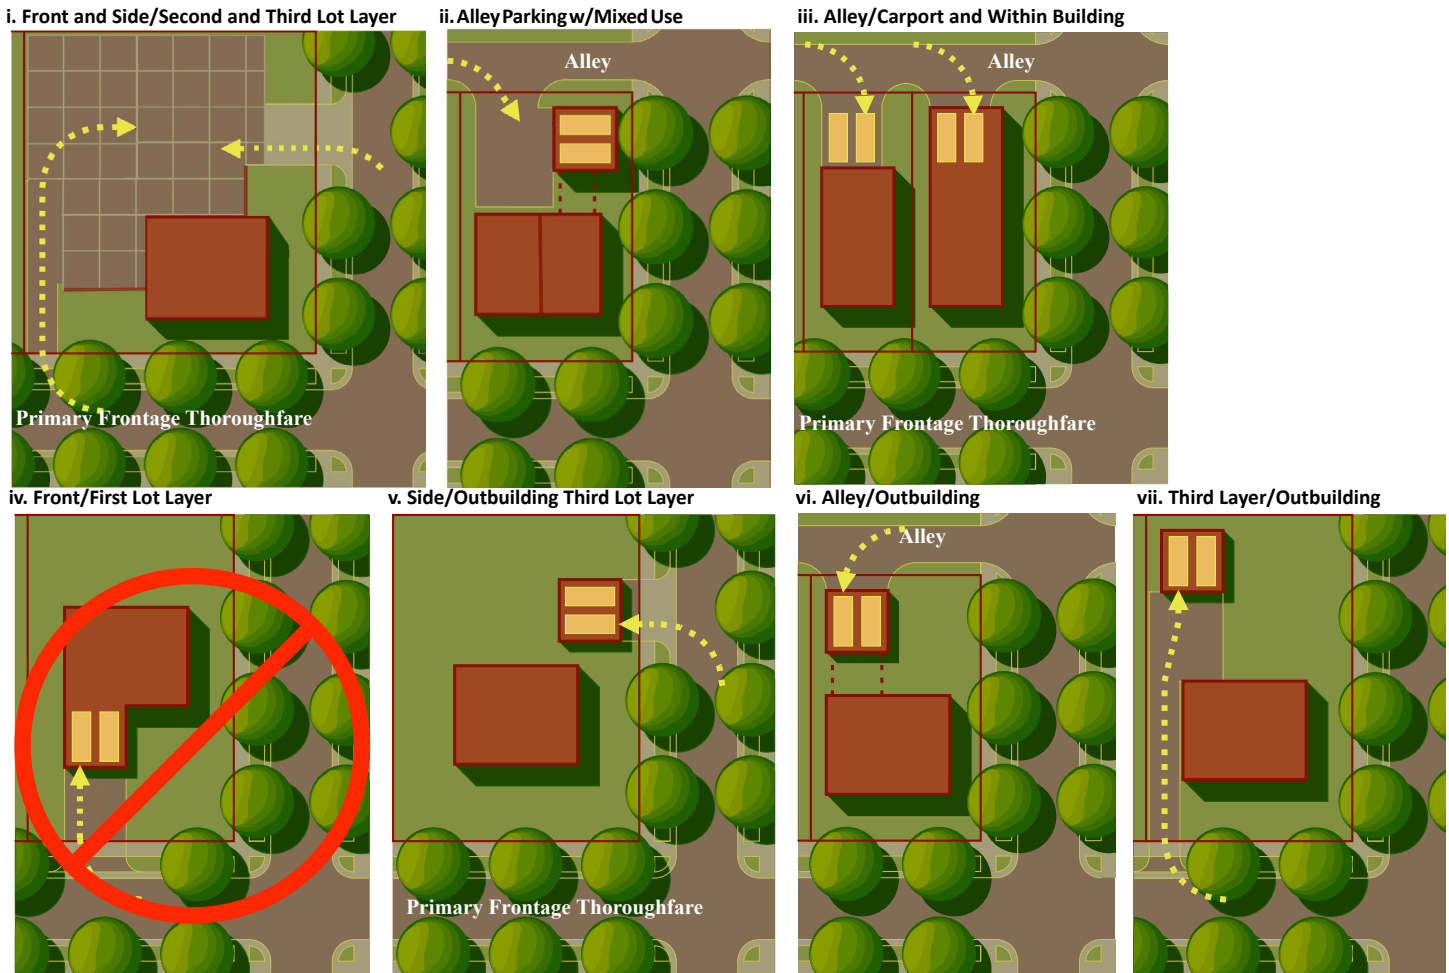 i. Front and Side/Second and Third Lot Layer
ii. Alley Parking w/Mixed Use
iii. Alley/Carport and Within Building
Alley
Alley
Primary Frontage Thoroughfare
Primary Frontage Thoroughfare
iv. Front/First Lot Layer
v. Side/Outbuilding Third Lot Layer
vi. Alley/Outbuilding
vii. Third Layer/Outbuilding
Alley
Primary Frontage Thoroughfare